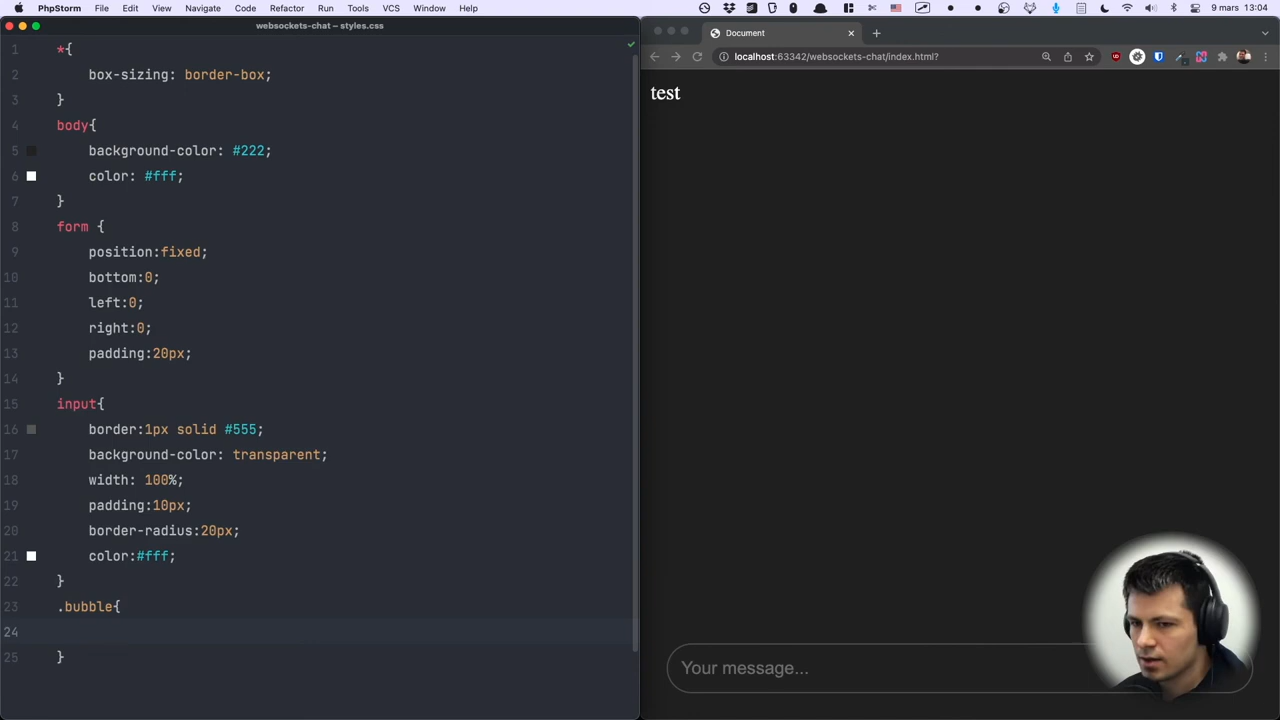 PhpStorm File Edit View Navigate Code Refactor Run Tools VCS Window Help 9 mars 13:04
websockets-chat – styles.css
1 *{
2 box-sizing: border-box;
3 }
4 body{
5 background-color: #222;
6 color: #fff;
7 }
8 form {
9 position:fixed;
10 bottom:0;
11 left:0;
12 right:0;
13 padding:20px;
14 }
15 input{
16 border:1px solid #555;
17 background-color: transparent;
18 width: 100%;
19 padding:10px;
20 border-radius:20px;
21 color:#fff;
22 }
23 .bubble{
24
25 }
Document
localhost:63342/websockets-chat/index.html?
test
Your message...